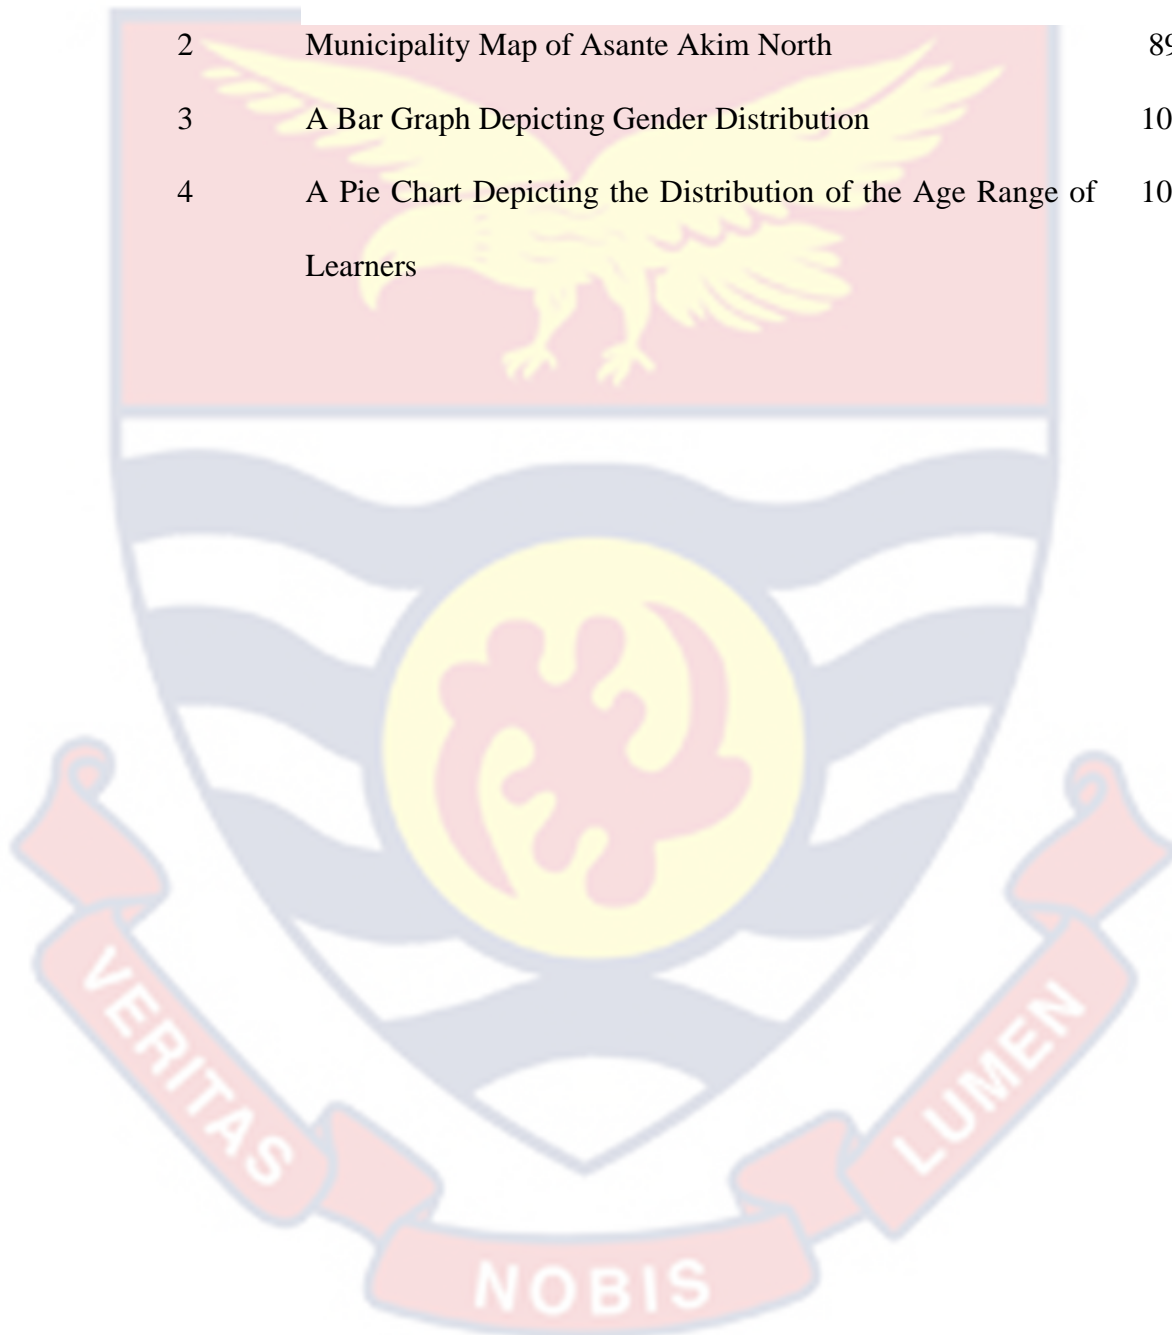 2 Municipality Map of Asante Akim North 89
3 A Bar Graph Depicting Gender Distribution 10
4 A Pie Chart Depicting the Distribution of the Age Range of 10
Learners
VERITAS
NOBIS
LUMEN